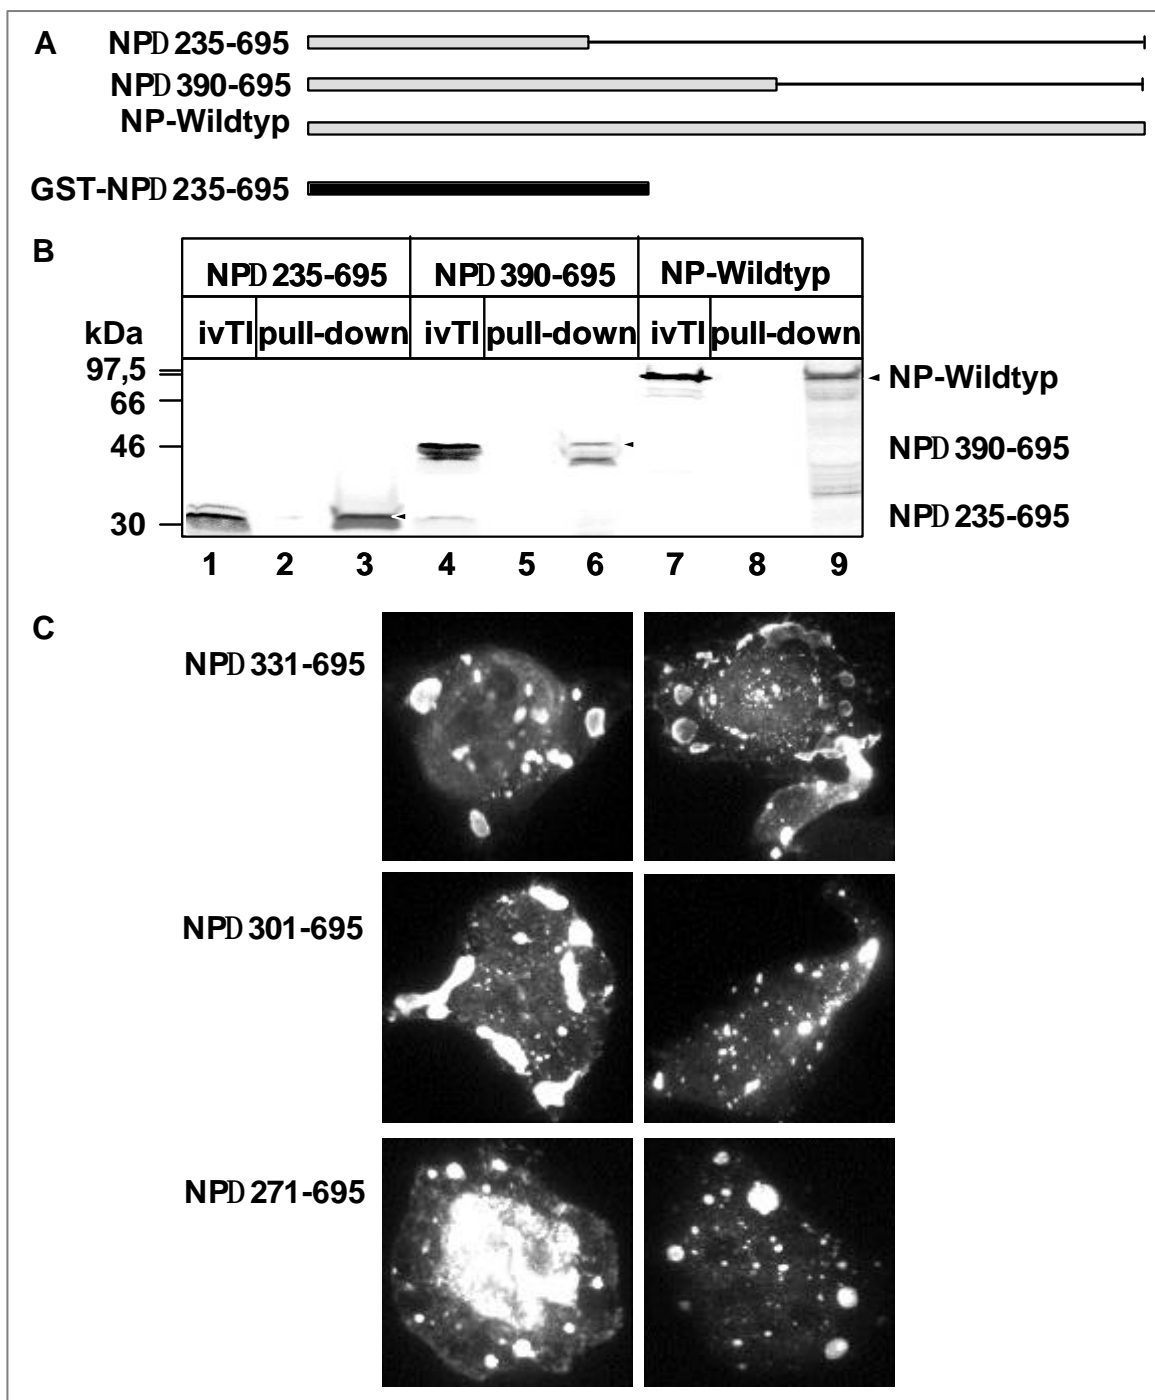 A
NPD 235-695
NPD 390-695
NP-Wildtyp
GST-NPD 235-695
B
NPD 235-695 NPD 390-695 NP-Wildtyp
kDa ivTl pull-down ivTl pull-down ivTl pull-down
97,5 NP-Wildtyp
66
46 NPD 390-695
30 NPD 235-695
1 2 3 4 5 6 7 8 9
C
NPD 331-695
NPD 301-695
NPD 271-695